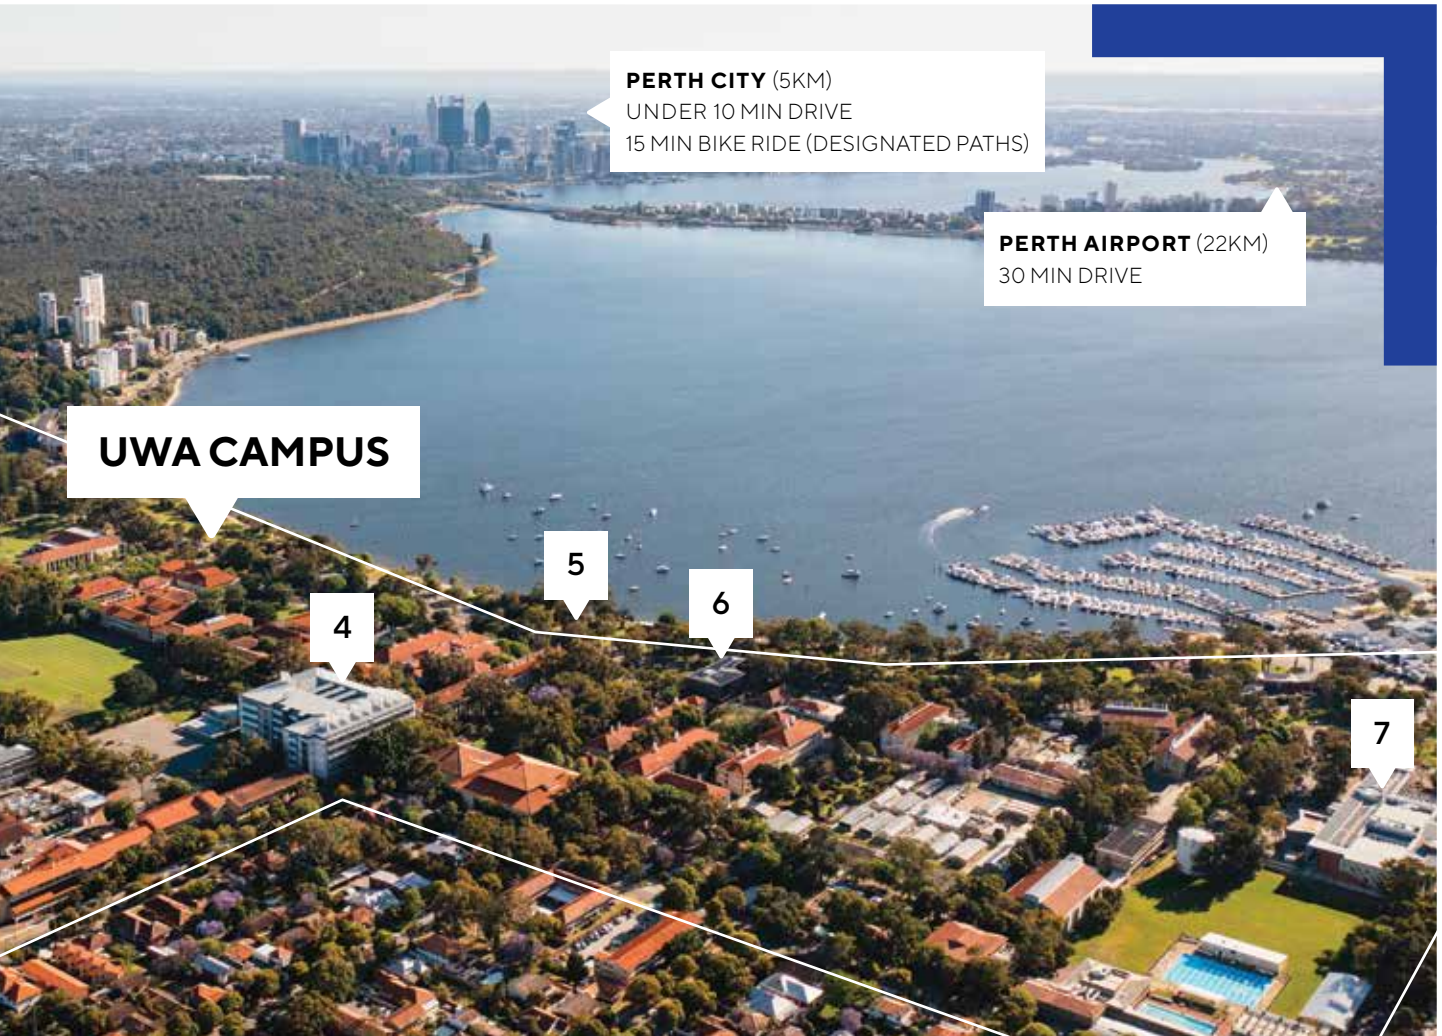 PERTH CITY (5KM)
UNDER 10 MIN DRIVE
15 MIN BIKE RIDE (DESIGNATED PATHS)
PERTH AIRPORT (22KM)
30 MIN DRIVE
UWA CAMPUS
5
6
4
7